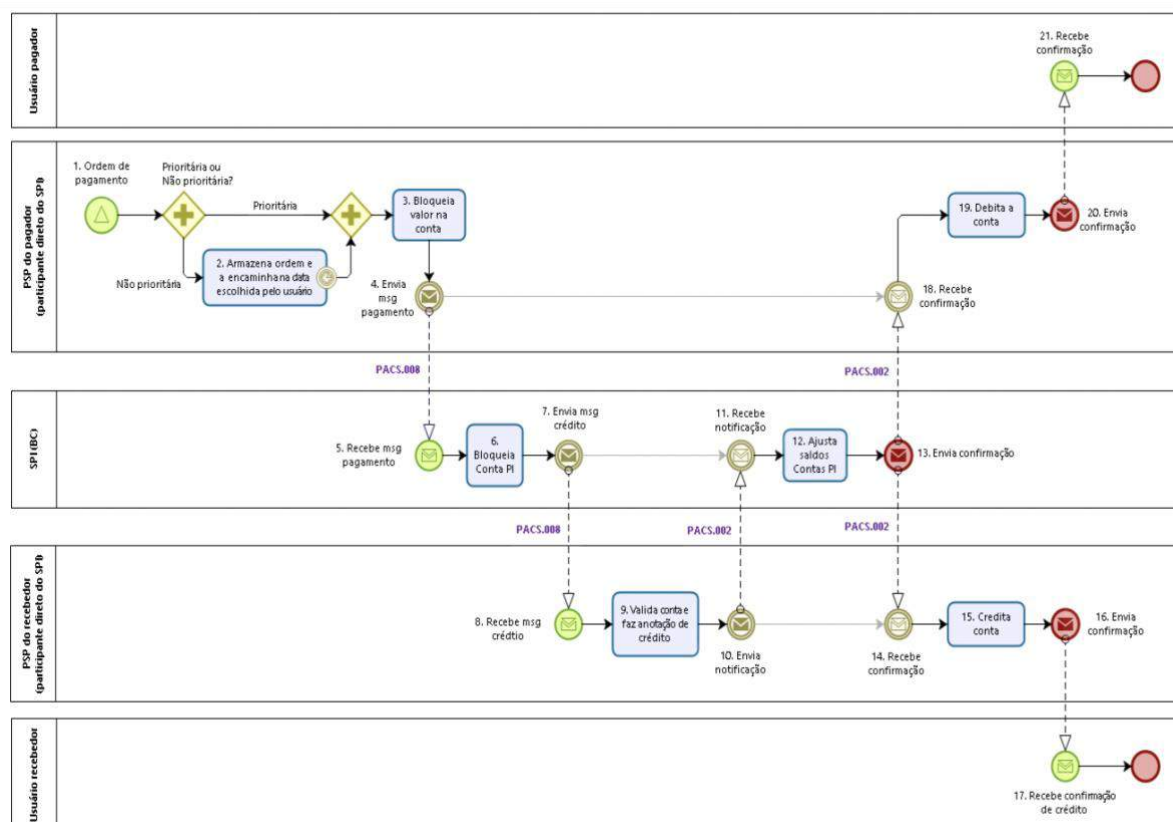 Usuário pagador
21. Recebe
confirmação
PSP do pagador
(participante direto do SPI)
1. Ordem de
pagamento
Prioritária ou
Não prioritária?
Prioritária
Não prioritária
2. Armazena ordem e
a encaminha na data
escolhida pelo usuário
3. Bloqueia
valor na
conta
4. Envia
msg
pagamento
18. Recebe
confirmação
19. Debita a
conta
20. Envia
confirmação
PACS.008
PACS.002
SPI(BC)
5. Recebe msg
pagamento
6.
Bloqueia
Conta PI
7. Envia msg
crédito
11. Recebe
notificação
12. Ajusta
saldos
Contas PI
13. Envia confirmação
PACS.008
PACS.002
PACS.002
PSP do recebedor
(participante direto do SPI)
8. Recebe msg
crédtio
9. Valida conta e
faz anotação de
crédito
10. Envia
notificação
14. Recebe
confirmação
15. Credita
conta
16. Envia
confirmação
Usuário recebedor
17. Recebe confirmação
de crédito